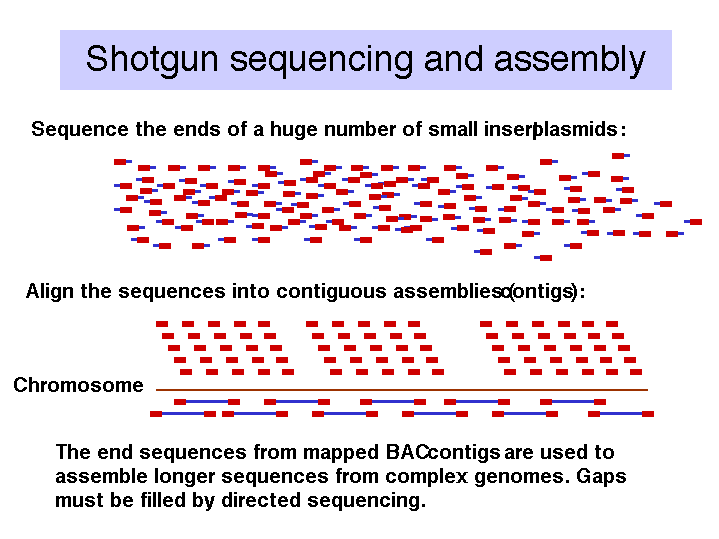 Shotgun sequencing and assembly
Sequence the ends of a huge number of small insert plasmids:
Align the sequences into contiguous assemblies (contigs):
Chromosome
The end sequences from mapped BAC contigs are used to
assemble longer sequences from complex genomes. Gaps
must be filled by directed sequencing.